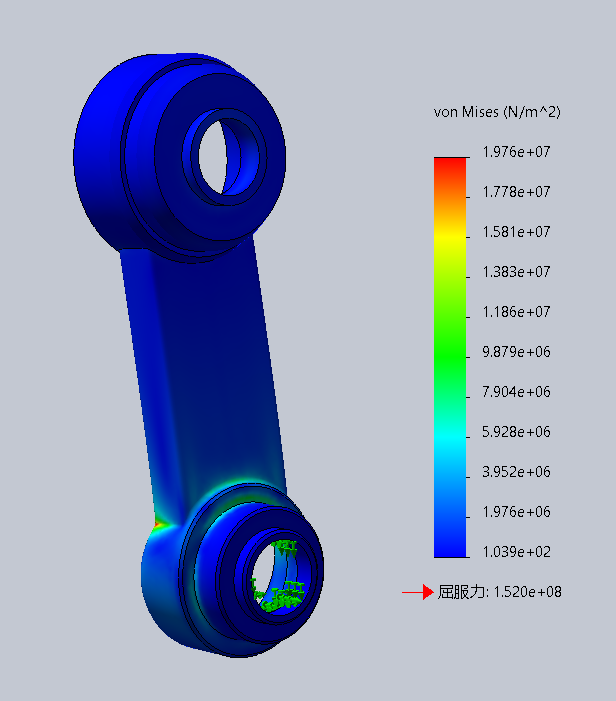 von Mises (N/m^2)
1.976e+07
1.778e+07
1.581e+07
1.383e+07
1.186e+07
9.879e+06
7.904e+06
5.928e+06
3.952e+06
1.976e+06
1.039e+02
屈服力: 1.520e+08